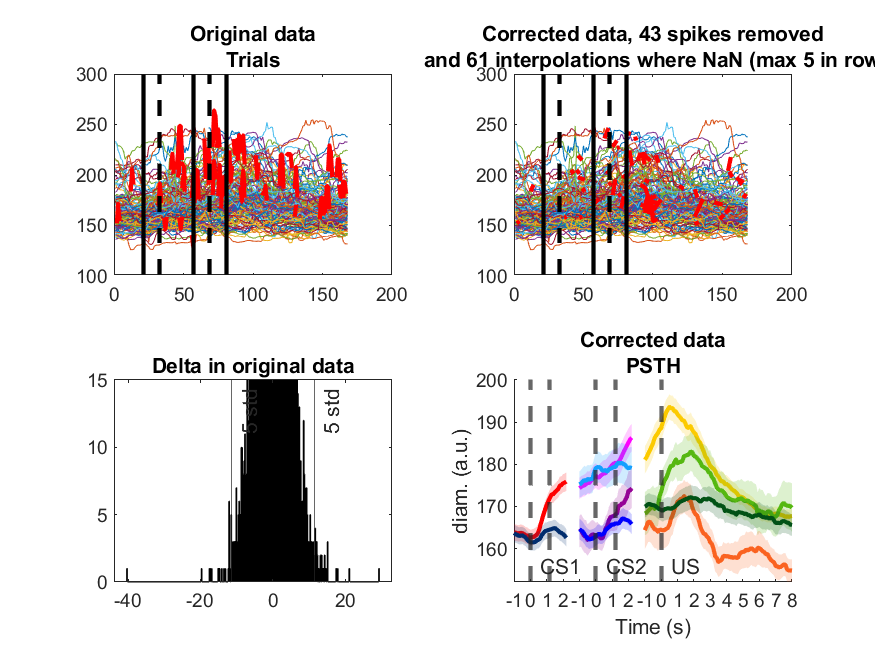 Original data
Trials
300
250
200
150
100
0 50 100 150 200
Corrected data, 43 spikes removed
and 61 interpolations where NaN (max 5 in row
300
250
200
150
100
0 50 100 150 200
Delta in original data
15
10
5
0
-40 -20 0 20
5 std
5 std
Corrected data
PSTH
diam. (a.u.)
200
190
180
170
160
CS1 CS2 US
-1 0 1 2 -1 0 1 2 -1 0 1 2 3 4 5 6 7 8
Time (s)